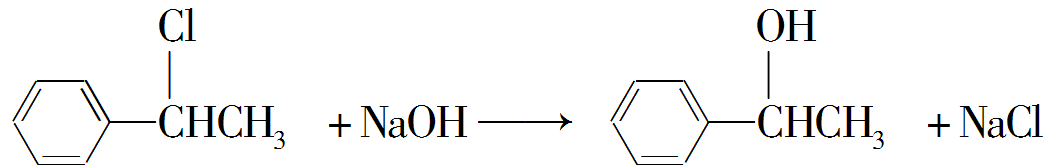 Cl OH
CHCH₃ + NaOH ⟶ CHCH₃ + NaCl